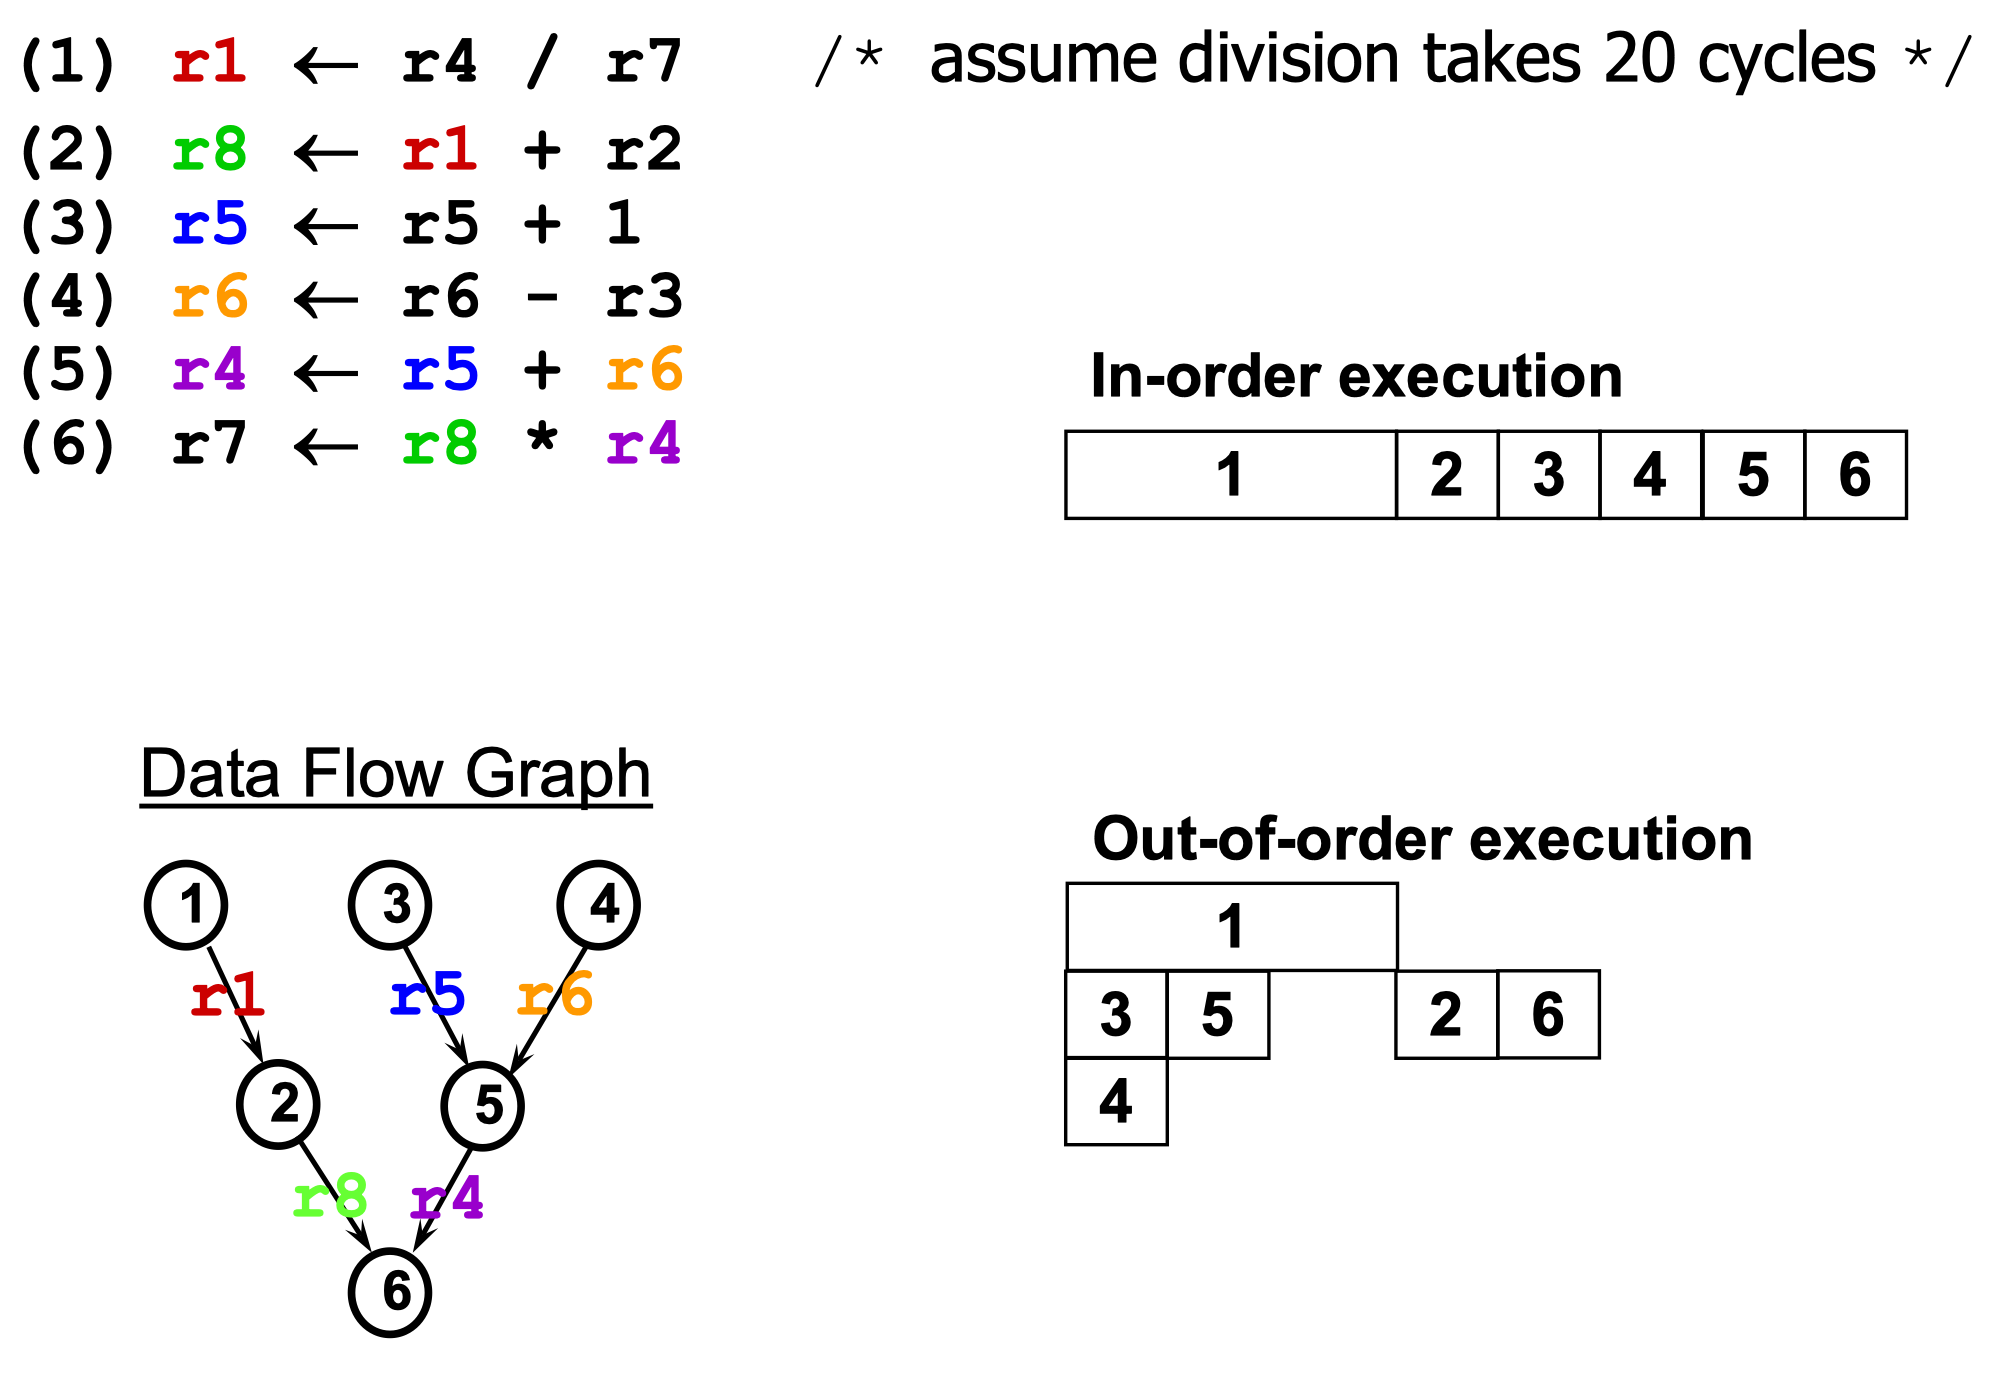 (1) r1 ← r4 / r7 /* assume division takes 20 cycles */
(2) r8 ← r1 + r2
(3) r5 ← r5 + 1
(4) r6 ← r6 - r3
(5) r4 ← r5 + r6
(6) r7 ← r8 * r4
In-order execution
1 2 3 4 5 6
Data Flow Graph
1 3 4
r1 r5 r6
2 5
r8 r4
6
Out-of-order execution
1
3 5 2 6
4